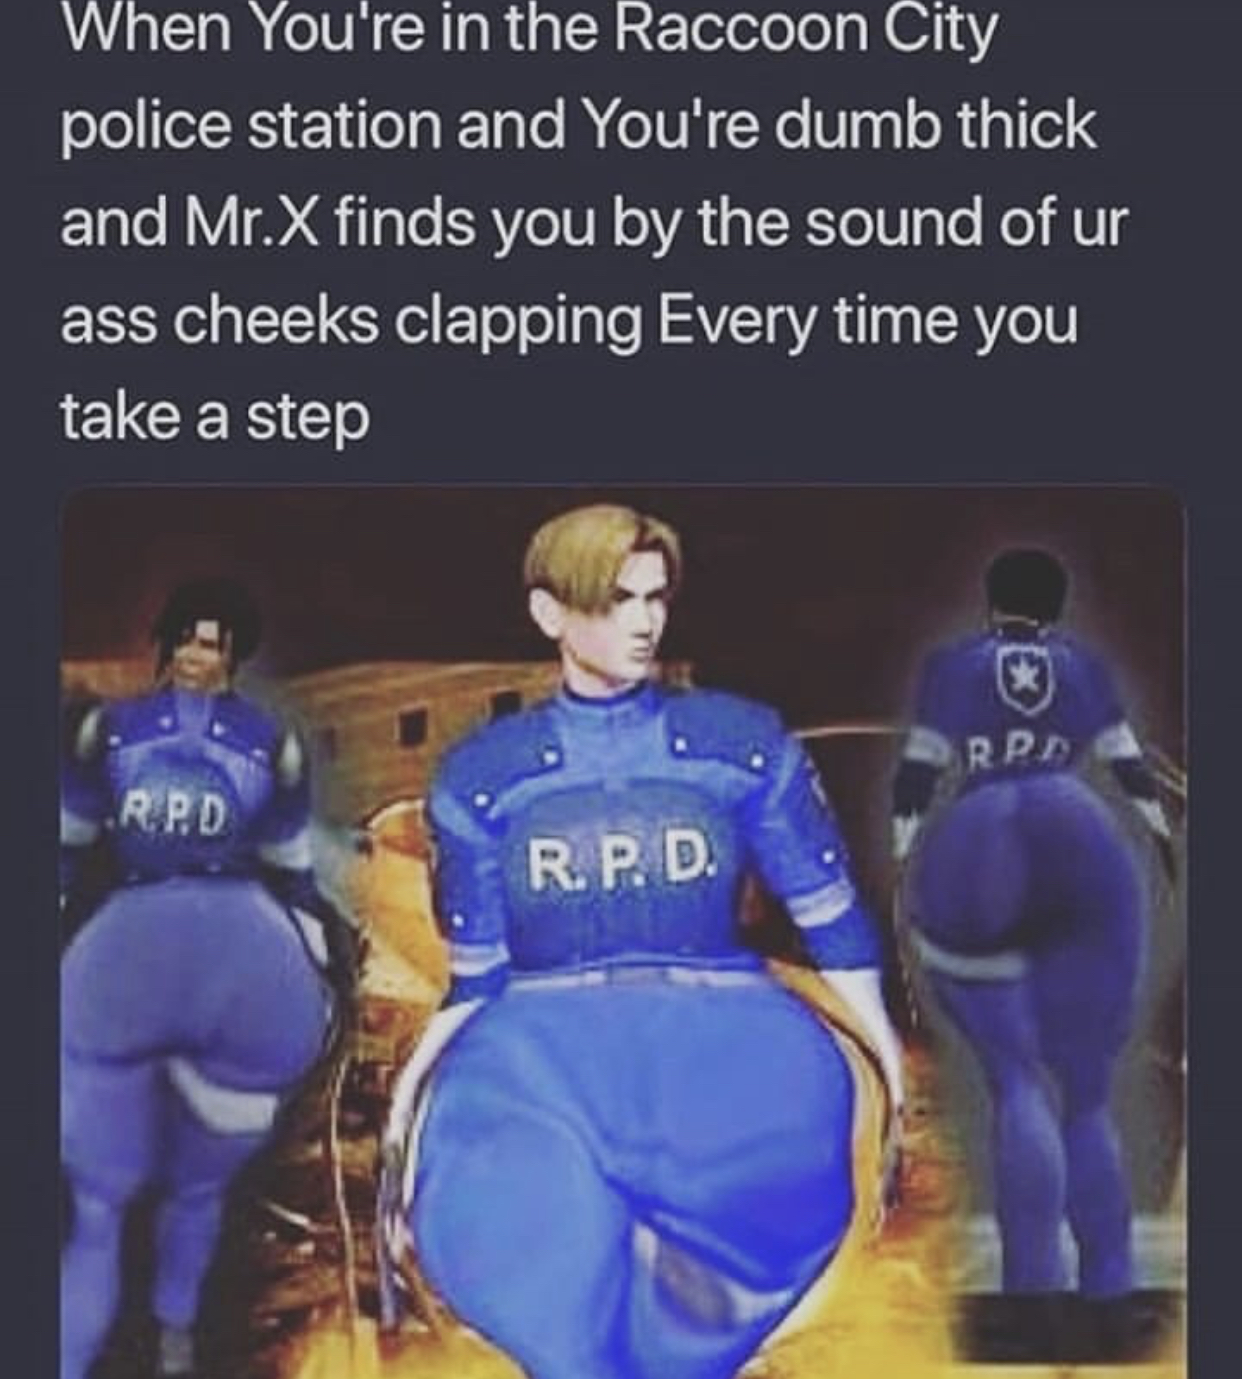 When You're in the Raccoon City
police station and You're dumb thick
and Mr.X finds you by the sound of ur
ass cheeks clapping Every time you
take a step
R.P.D
R. P. D.
R.P.D